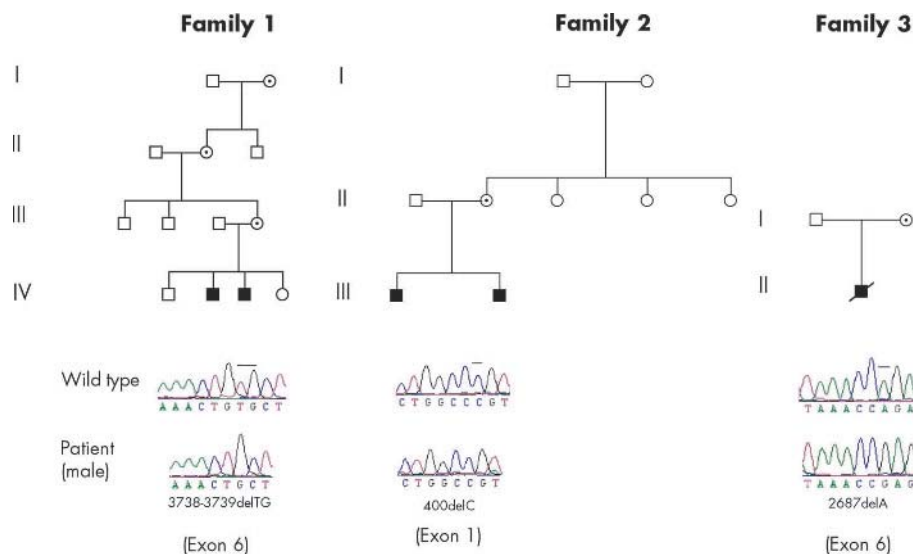 Family 1
Family 2
Family 3
I
II
III
IV
I
II
III
I
II
Wild type
AAACTGTGCT
CTGGCCCGT
TAAACCAGA
Patient
(male)
AAACTGCT
CTGGCCGT
TAAACCGAG
3738-3739delTG
400delC
2687delA
(Exon 6)
(Exon 1)
(Exon 6)